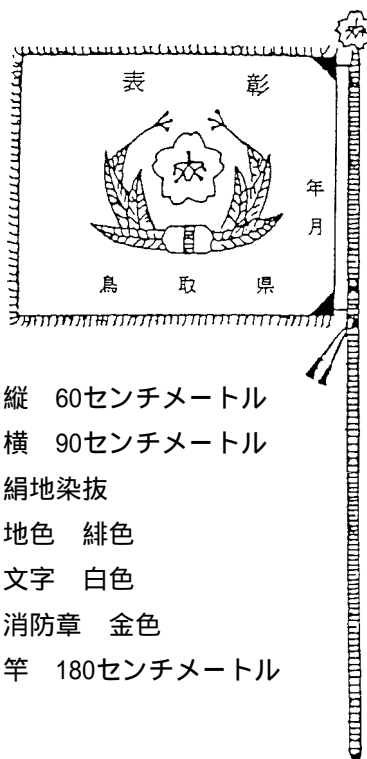 表 彰
年月
鳥 取 県
縦 60センチメートル
横 90センチメートル
絹地染抜
地色 緋色
文字 白色
消防章 金色
竿 180センチメートル